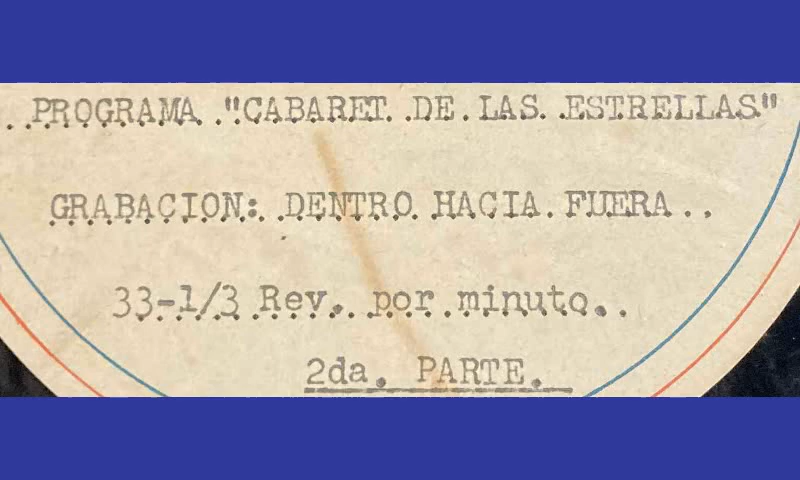 PROGRAMA "CABARET DE LAS ESTRELLAS"
GRABACION: DENTRO HACIA FUERA..
33-1/3 Rev. por minuto..
2da. PARTE.